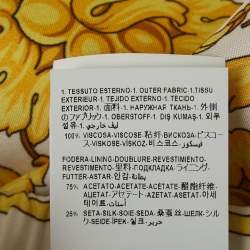 1. TESSUTO ESTERNO-1. OUTER FABRIC-1.TISSU
EXTERIEUR-1. TEJIDO EXTERNO-1. TECIDO
EXTERIOR-1. 面料-1. НАРУЖНАЯ ТКАНЬ-1. 外側
のファブリック-1. OBERSTOFF-1. DIŞ KUMAŞ-1. 외부
섬유-1. ليف خارجي
100% VISCOSA-VISCOSE-粘纤-ВИСКОЗА-ビスコー
ス-VISKOSE-VİSKOZ-비스코스-فيسكوز
FODERA-LINING-DOUBLURE-REVESTIMENTO
REVESTIMENTO-里料-ПОДКЛАДКА-ライニング
FUTTER-ASTAR-안감-بطانة
75% ACETATO-ACETATE-ACÉTATE-醋酯纤维-
АЦЕТАТ-アセテート-ACETAT-ASETAT-아세
테이트-أسيتات
25% SETA-SILK-SOIE-SEDA-桑蚕丝-ШЕЛК-シル
ク-SEIDE-İPEK-실크-حرير